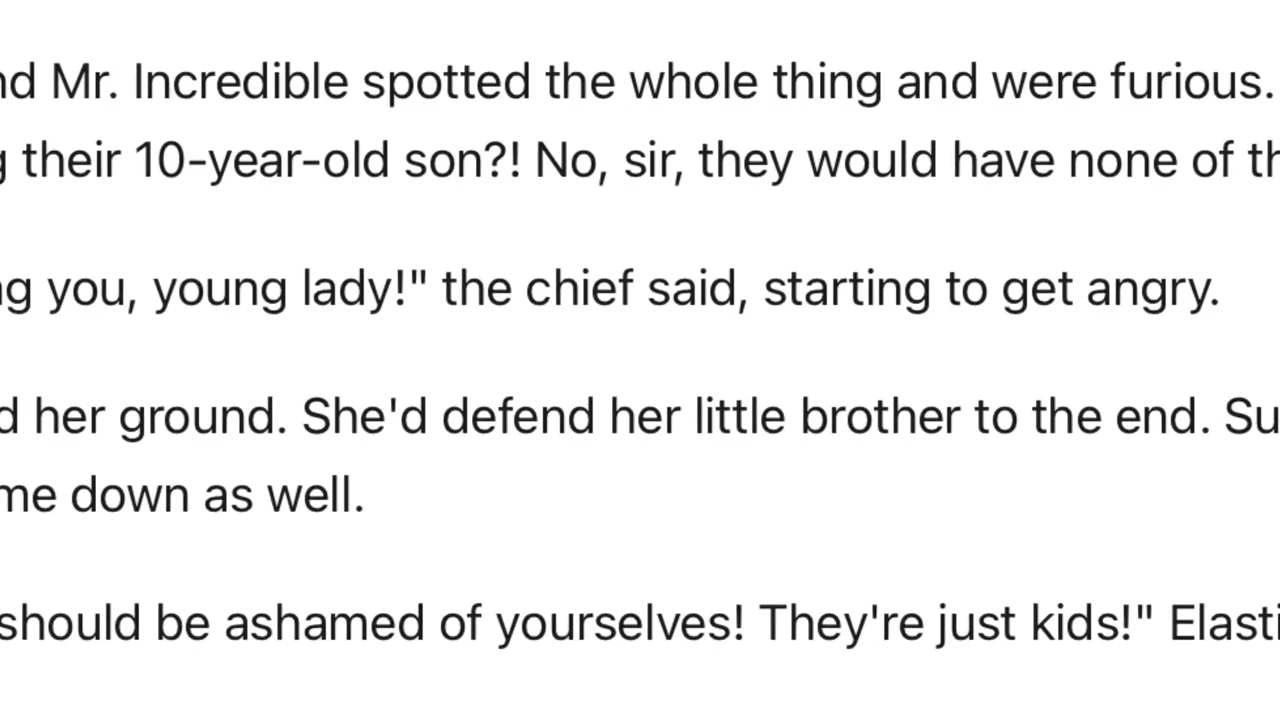 nd Mr. Incredible spotted the whole thing and were furious.
g their 10-year-old son?! No, sir, they would have none of th
ng you, young lady!" the chief said, starting to get angry.
d her ground. She'd defend her little brother to the end. Su
me down as well.
should be ashamed of yourselves! They're just kids!" Elasti